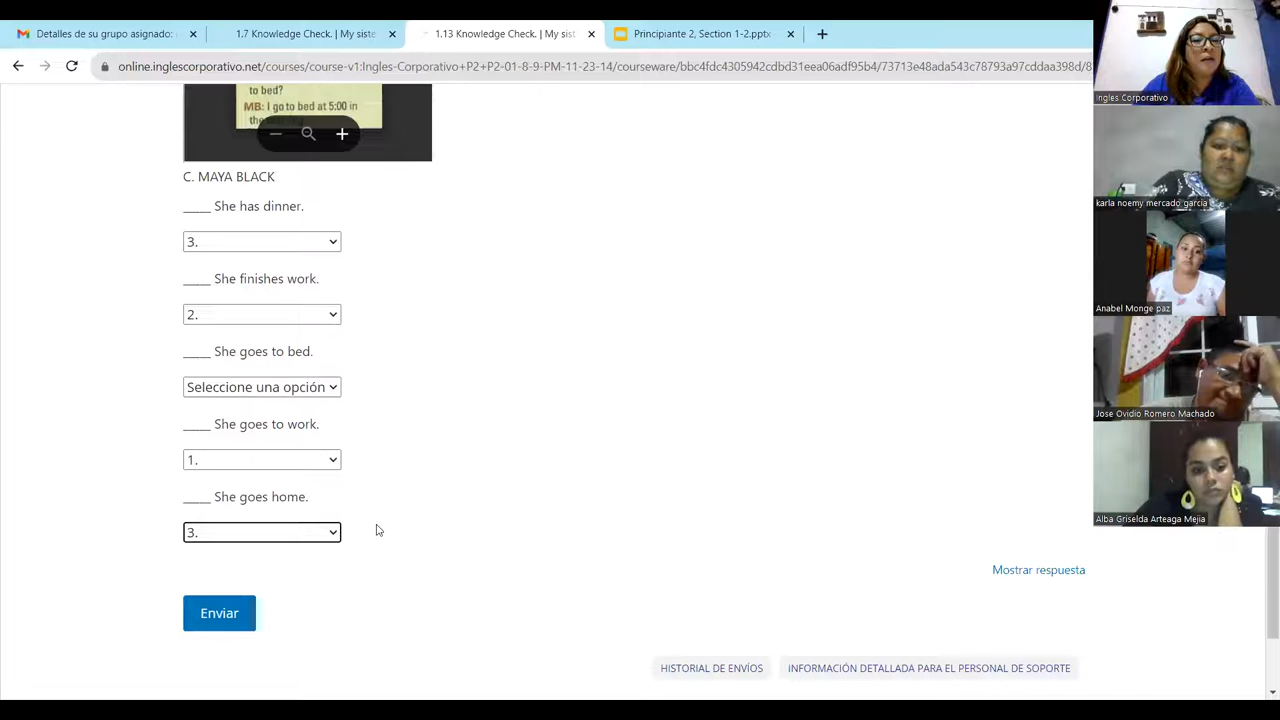 Detalles de su grupo asignado:
1.7 Knowledge Check. | My siste
1.13 Knowledge Check. | My sist
Principiante 2, Section 1-2.pptx
online.inglescorporativo.net/courses/course-v1:Ingles-Corporativo+P2+P2-01-8-9-PM-11-23-14/courseware/bbc4fdc430594bd31eea06adf95b4/73713e48ada543c78793a97cddaa398d/8
to bed?
MB: I go to bed at 5:00 in
C. MAYA BLACK
____ She has dinner.
3.
____ She finishes work.
2.
____ She goes to bed.
Seleccione una opción
____ She goes to work.
1.
____ She goes home.
3.
Mostrar respuesta
Enviar
HISTORIAL DE ENVÍOS
INFORMACIÓN DETALLADA PARA EL PERSONAL DE SOPORTE
Ingles Corporativo
karla noemy mercado garcia
Anabel Monge paz
Jose Ovidio Romero Machado
Alba Griselda Arteaga Mejia